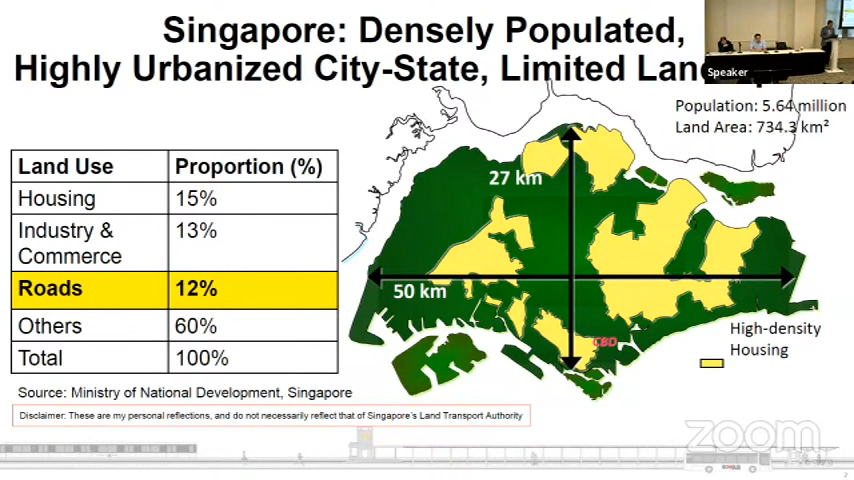 Singapore: Densely Populated,
Highly Urbanized City-State, Limited Lan
Speaker
Population: 5.64 million
Land Area: 734.3 km²
Land Use Proportion (%)
Housing 15%
Industry & 13%
Commerce
Roads 12%
Others 60%
Total 100%
27 km
50 km
CBD
High-density
Housing
Source: Ministry of National Development, Singapore
Disclaimer: These are my personal reflections, and do not necessarily reflect that of Singapore's Land Transport Authority
zoom
2